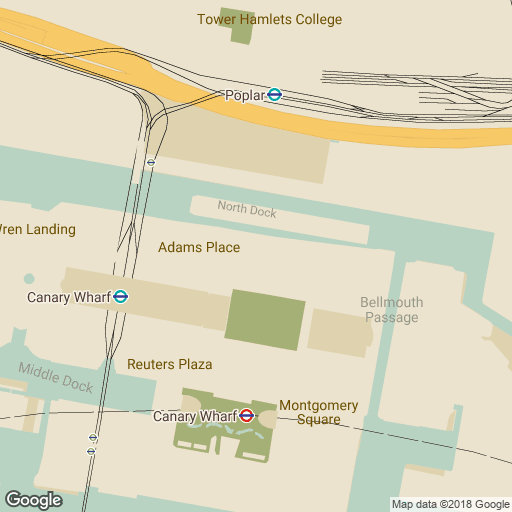 Tower Hamlets College
Poplar
North Dock
Wren Landing
Adams Place
Canary Wharf
Bellmouth
Passage
Reuters Plaza
Middle Dock
Canary Wharf
Montgomery
Square
Google
Google
Map data ©2018 Google